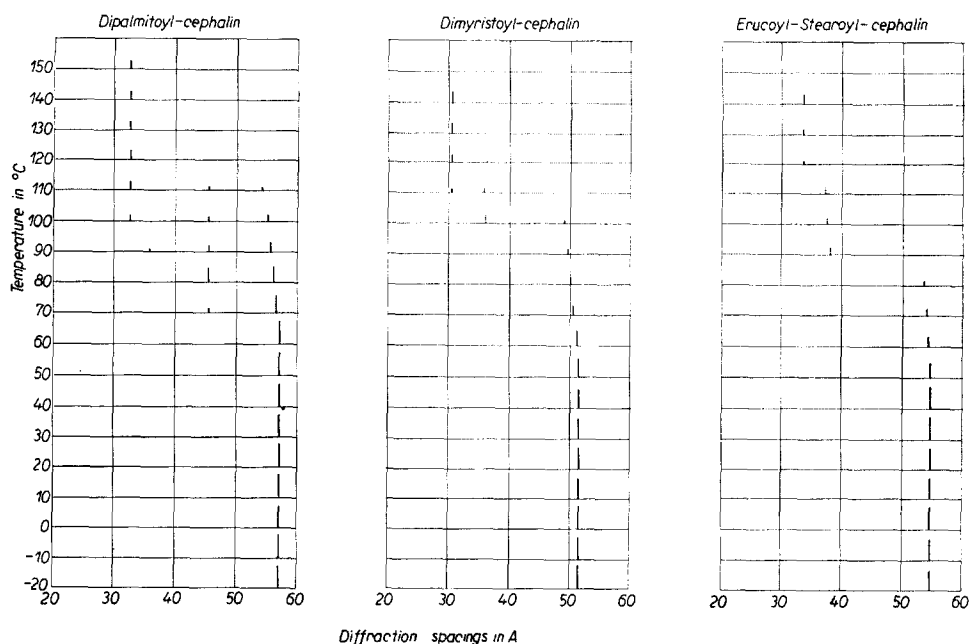 Dipalmitoyl-cephalin
Dimyristoyl-cephalin
Erucoyl-Stearoyl-cephalin
Temperature in °C
150
140
130
120
110
100
90
80
70
60
50
40
30
20
10
0
-10
-20
20 30 40 50 60
20 30 40 50 60
20 30 40 50 60
Diffraction spacings in A